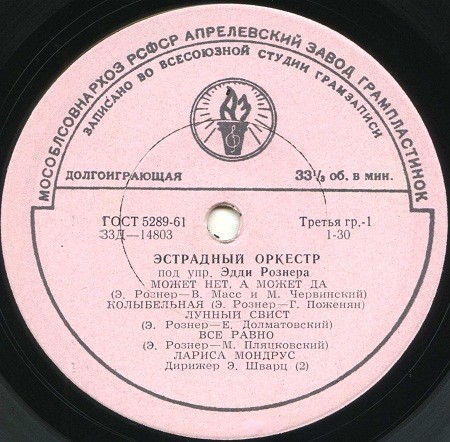 МОСОБЛСОВНАРХОЗ РСФСР АПРЕЛЕВСКИЙ ЗАВОД ГРАМПЛАСТИНОК
ЗАПИСАНО ВО ВСЕСОЮЗНОЙ СТУДИИ ГРАМЗАПИСИ
АЗ
ДОЛГОИГРАЮЩАЯ 33⅓ об. в мин.
ГОСТ 5289-61 Третья гр.-1
33Д—14803 1-30
ЭСТРАДНЫЙ ОРКЕСТР
под упр. Эдди Рознера
МОЖЕТ НЕТ, А МОЖЕТ ДА
(Э. Рознер—В. Масс и М. Червинский)
КОЛЫБЕЛЬНАЯ (Э. Рознер—Г. Поженян)
ЛУННЫЙ СВИСТ
(Э. Рознер—Е. Долматовский)
ВСЕ РАВНО
(Э. Рознер—М. Пляцковский)
ЛАРИСА МОНДРУС
Дирижер Э. Шварц (2)